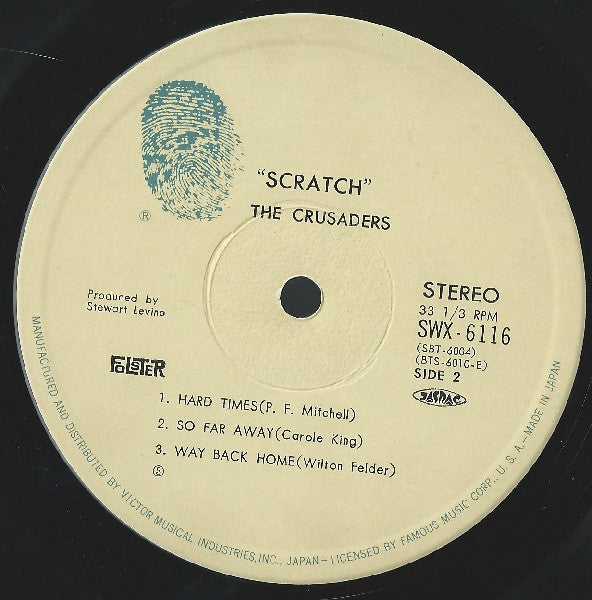 ®
"SCRATCH"
THE CRUSADERS
Produced by
Stewart Levine
STEREO
33 1/3 RPM
SWX-6116
(SBT-6004)
(BTS-6010-E)
SIDE 2
JASRAC
1. HARD TIMES(P. F. Mitchell)
2. SO FAR AWAY(Carole King)
3. WAY BACK HOME(Wilton Felder)
Ⓢ
MANUFACTURED AND DISTRIBUTED BY VICTOR MUSICAL INDUSTRIES, INC., JAPAN–LICENSED BY FAMOUS MUSIC CORP., U. S. A.–MADE IN JAPAN